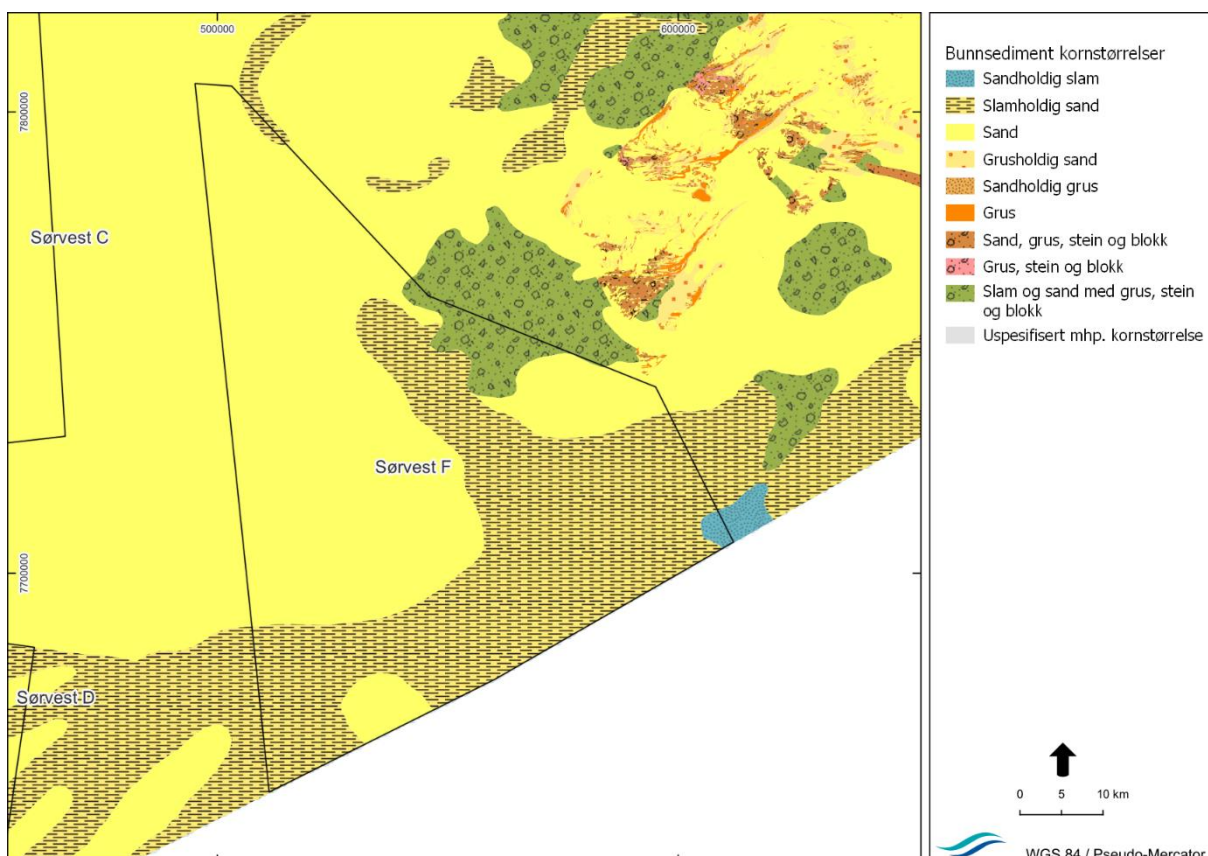 500000
600000
7800000
7700000
Sørvest C
Sørvest F
Sørvest D
Bunnsediment kornstørrelser
Sandholdig slam
Slamholdig sand
Sand
Grusholdig sand
Sandholdig grus
Grus
Sand, grus, stein og blokk
Grus, stein og blokk
Slam og sand med grus, stein
og blokk
Uspesifisert mhp. kornstørrelse
0 5 10 km
WGS 84 / Pseudo-Mercator